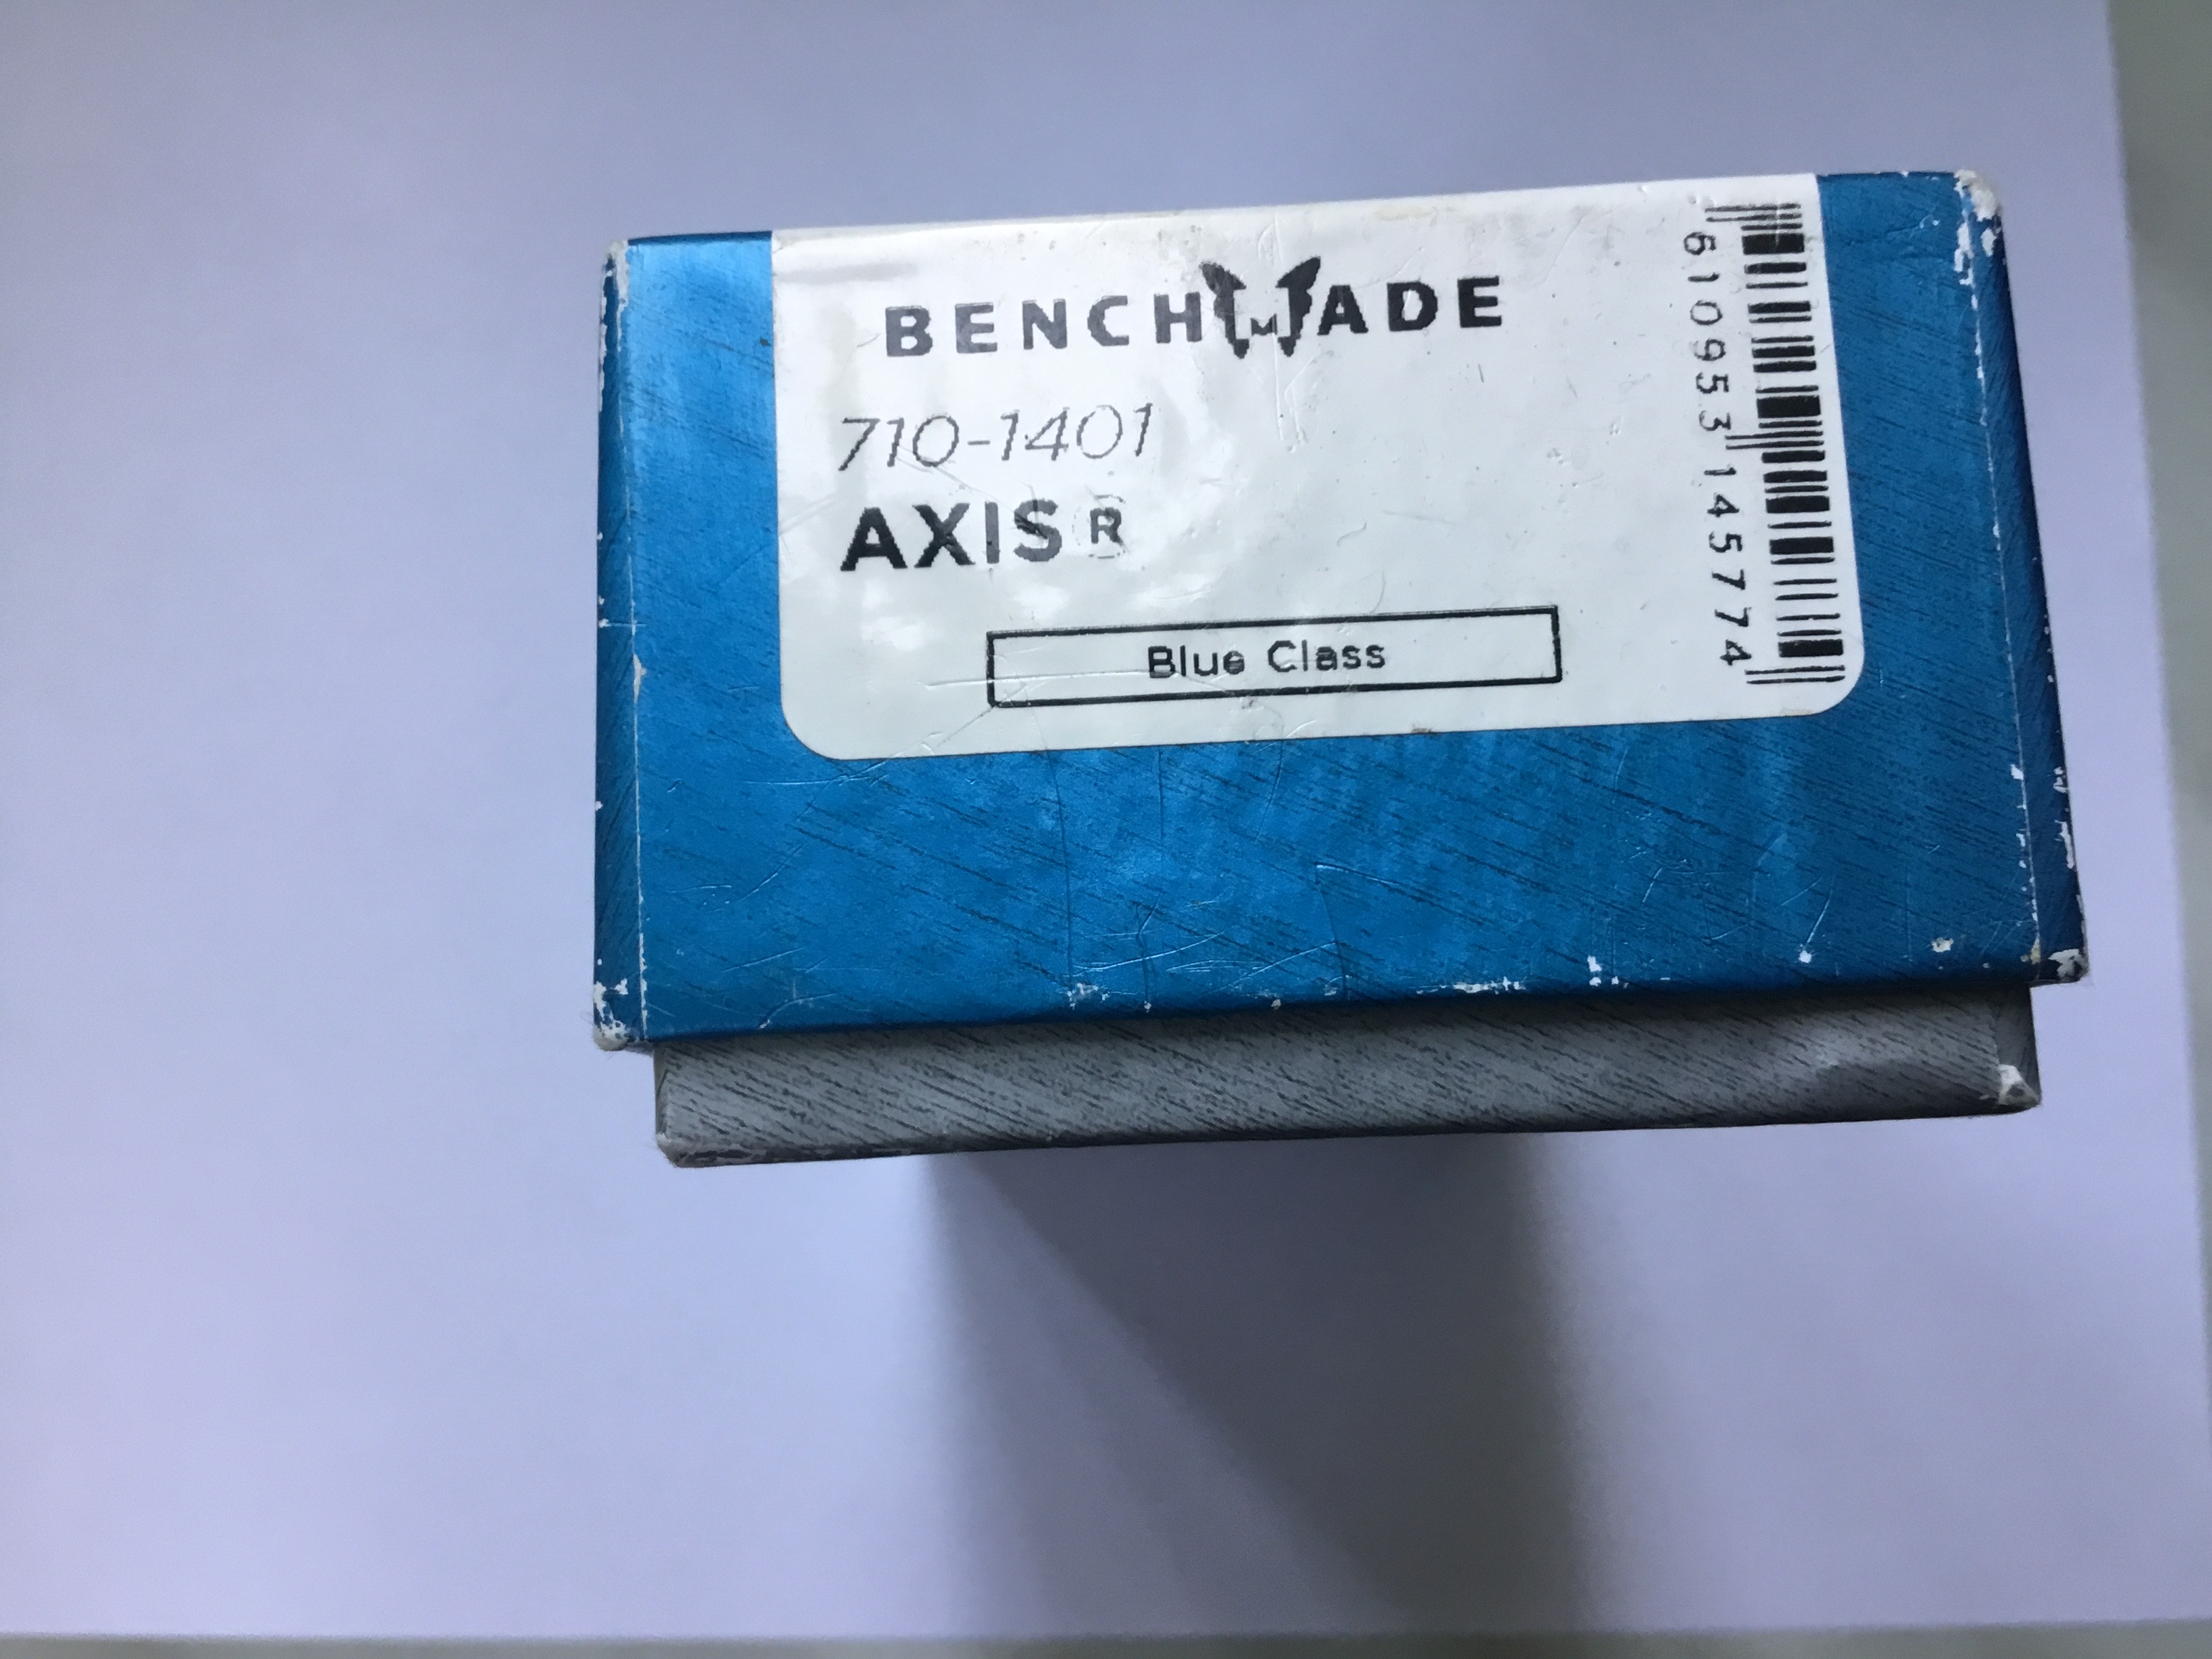 BENCHMADE
710-1401
AXIS R
Blue Class
610953 145774